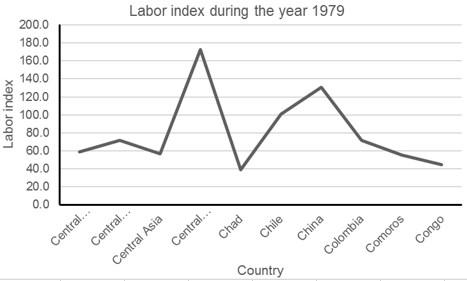 Labor index during the year 1979
200.0
180.0
160.0
140.0
120.0
100.0
80.0
60.0
40.0
20.0
0.0
Labor index
Central...
Central...
Central Asia
Central...
Chad
Chile
China
Colombia
Comoros
Congo
Country